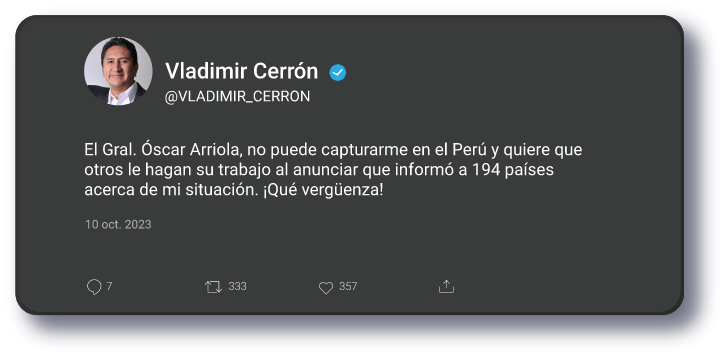 Vladimir Cerrón
@VLADIMIR_CERRON
El Gral. Óscar Arriola, no puede capturarme en el Perú y quiere que
otros le hagan su trabajo al anunciar que informó a 194 países
acerca de mi situación. ¡Qué vergüenza!
10 oct. 2023
7 333 357